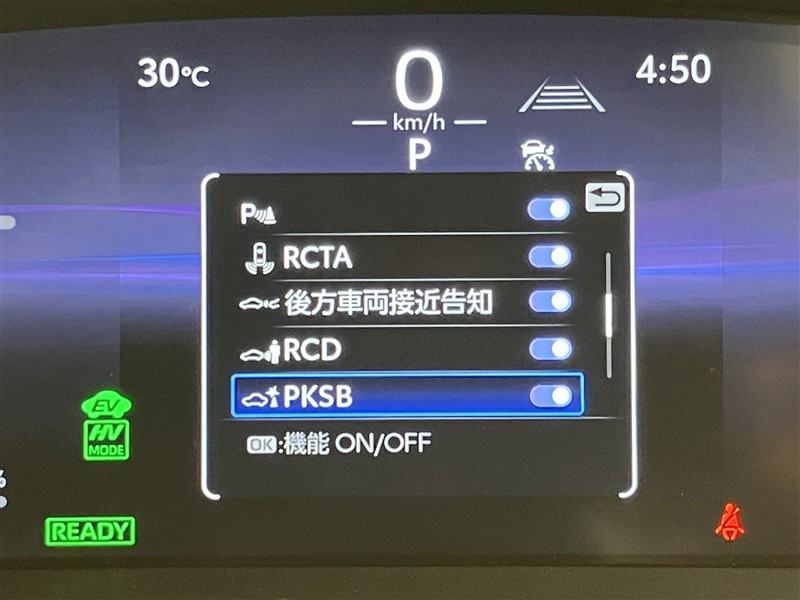 30°C
0
4:50
km/h
P
P
RCTA
後方車両接近告知
RCD
PKSB
OK:機能 ON/OFF
EV
HV
MODE
%
READY